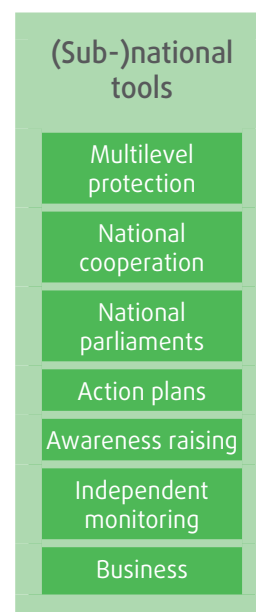 (Sub-)national
tools
Multilevel
protection
National
cooperation
National
parliaments
Action plans
Awareness raising
Independent
monitoring
Business